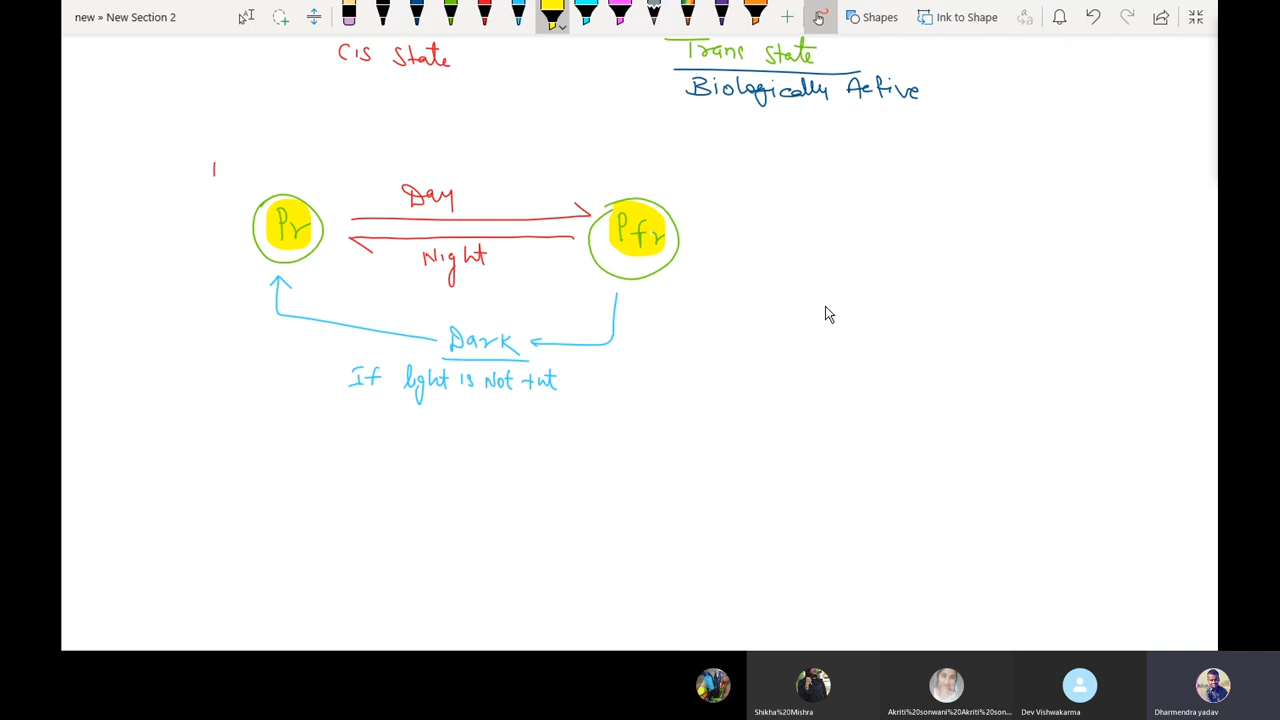 new » New Section 2
Shapes
Ink to Shape
Cis State
Trans State
Biologically Active
Day
Pr
Pfr
Night
Dark
If light is Not +nt
Shikha%20Mishra
Akriti%20sonwani%20Akriti%20son...
Dev Vishwakarma
Dharmendra yadav